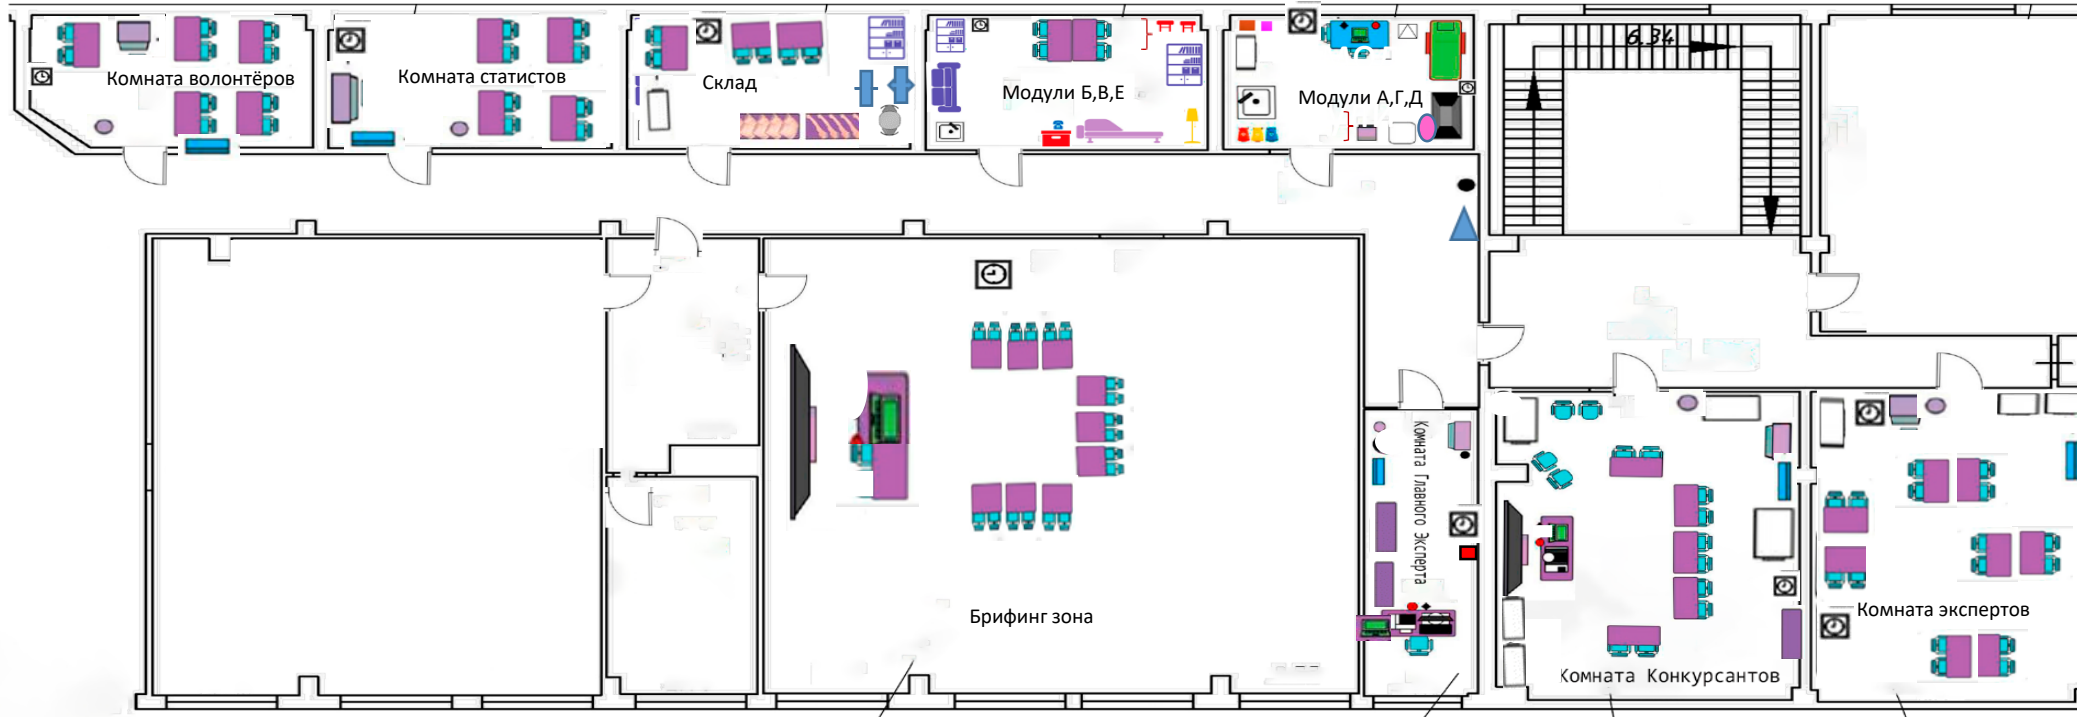 6.34
Комната волонтёров
Комната статистов
Склад
Модули Б,В,Е
Модули А,Г,Д
Комната Главного Эксперта
Брифинг зона
Комната Конкурсантов
Комната экспертов